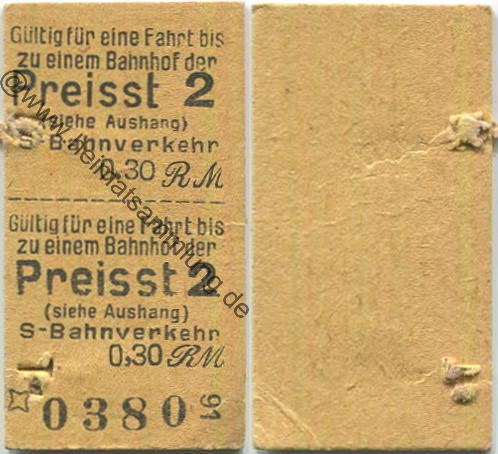 Gültig für eine Fahrt bis
zu einem Bahnhof der
Preisst 2
(siehe Aushang)
S-Bahnverkehr
0,30 RM
Gültig für eine Fahrt bis
zu einem Bahnhof der
Preisst 2
(siehe Aushang)
S-Bahnverkehr
0,30 RM
0380
91
©www.heimatsammlung.de